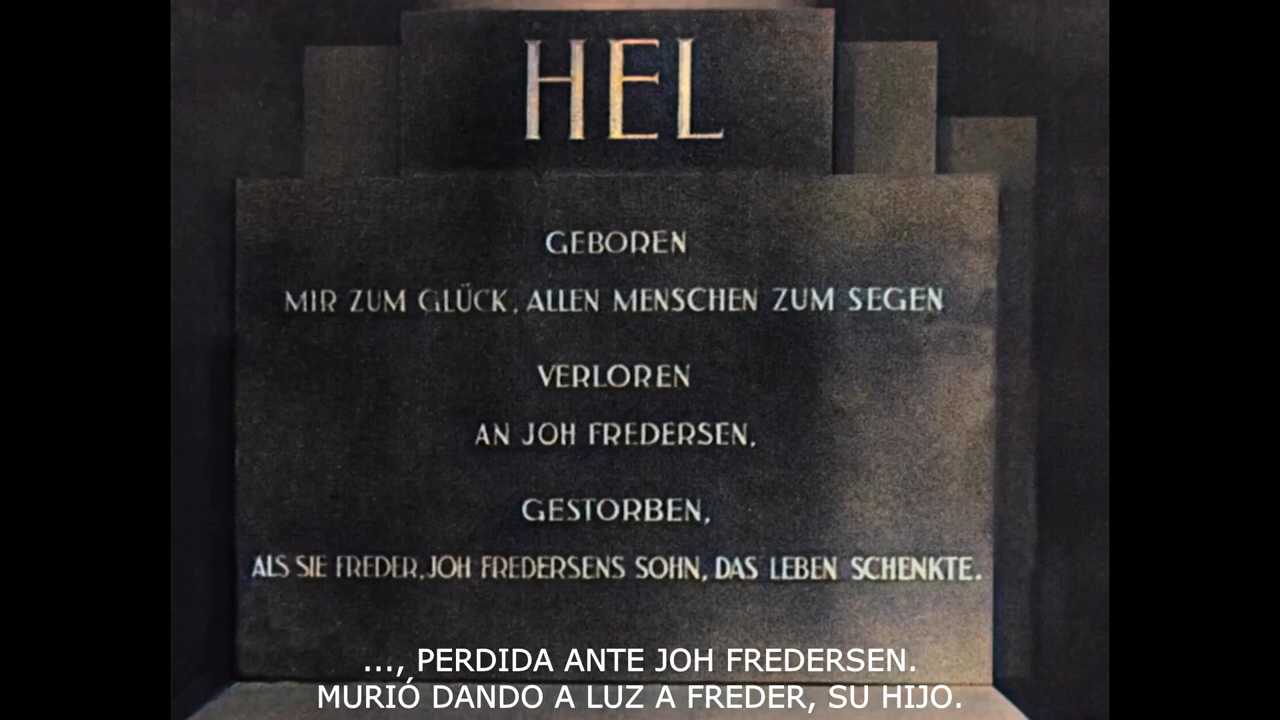 HEL
GEBOREN
MIR ZUM GLÜCK, ALLEN MENSCHEN ZUM SEGEN
VERLOREN
AN JOH FREDERSEN,
GESTORBEN,
ALS SIE FREDER, JOH FREDERSENS SOHN, DAS LEBEN SCHENKTE.
..., PERDIDA ANTE JOH FREDERSEN.
MURIÓ DANDO A LUZ A FREDER, SU HIJO.